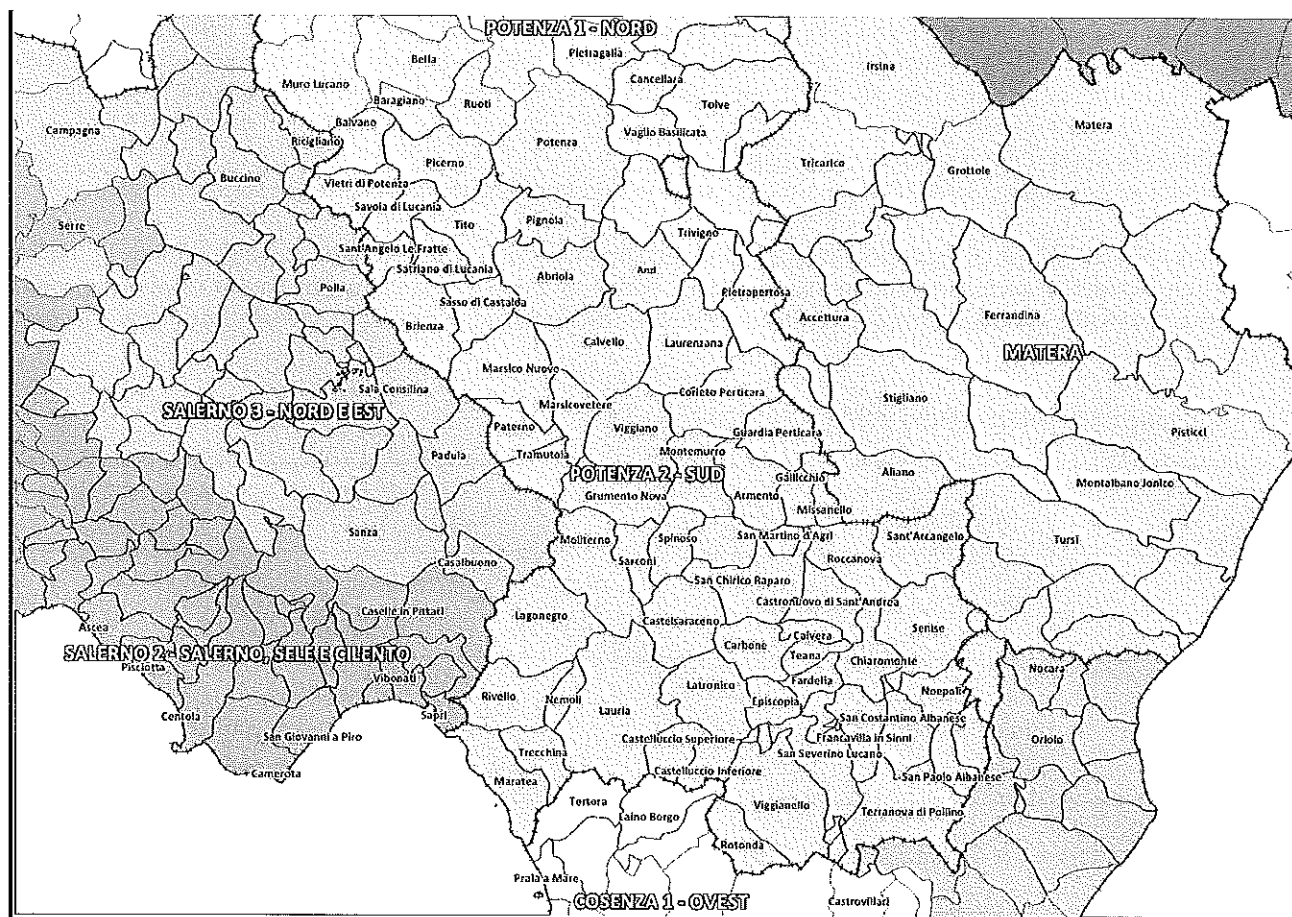 POTENZA 1 - NORD
Pietragalla
Bella
Irsina
Cancellara
Muro Lucano
Baragiano
Ruoti
Tolve
Matera
Campagna
Balvano
Ricigliano
Vaglio Basilicata
Potenza
Picerno
Tricarico
Grottole
Buccino
Vietri di Potenza
Savoia di Lucania
Serre
Tito
Pignola
Trivigno
Sant'Angelo Le Fratte
Satriano di Lucania
Abriola
Anzi
Polla
Pietrapertosa
Sasso di Castalda
Brienza
Accettura
Ferrandina
Calvello
Laurenzana
MATERA
Marsico Nuovo
Sala Consilina
Corleto Perticara
Stigliano
Marsicovetere
SALERNO 3 - NORD E EST
Paterno
Viggiano
Guardia Perticara
Pisticci
Padula
Tramutola
Montemurro
POTENZA 2 - SUD
Gallicchio
Aliano
Montalbano Jonico
Grumento Nova
Armento
Missanello
Sanza
Moliterno
Spinoso
San Martino d'Agri
Sant'Arcangelo
Tursi
Casalbuono
Sarconi
Roccanova
San Chirico Raparo
Caselle in Pittari
Lagonegro
Castronuovo di Sant'Andrea
Ascea
Castelsaraceno
Senise
SALERNO 2 - SALERNO, SELE E CILENTO
Carbone
Calvera
Teana
Chiaromonte
Pisciotta
Vibonati
Nocara
Rivello
Nemoli
Latronico
Fardella
Noepoli
Centola
Sapri
Lauria
Episcopia
San Costantino Albanese
San Giovanni a Piro
Castelluccio Superiore
Francavilla in Sinni
Oriolo
Trecchina
San Severino Lucano
Camerota
Maratea
Castelluccio Inferiore
San Paolo Albanese
Tortora
Viggianello
Terranova di Pollino
Laino Borgo
Rotonda
Praia a Mare
COSENZA 1 - OVEST
Castrovillari